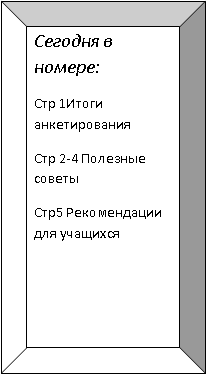 Сегодня в
номере:
Стр 1Итоги
анкетирования
Стр 2-4 Полезные
советы
Стр5 Рекомендации
для учащихся